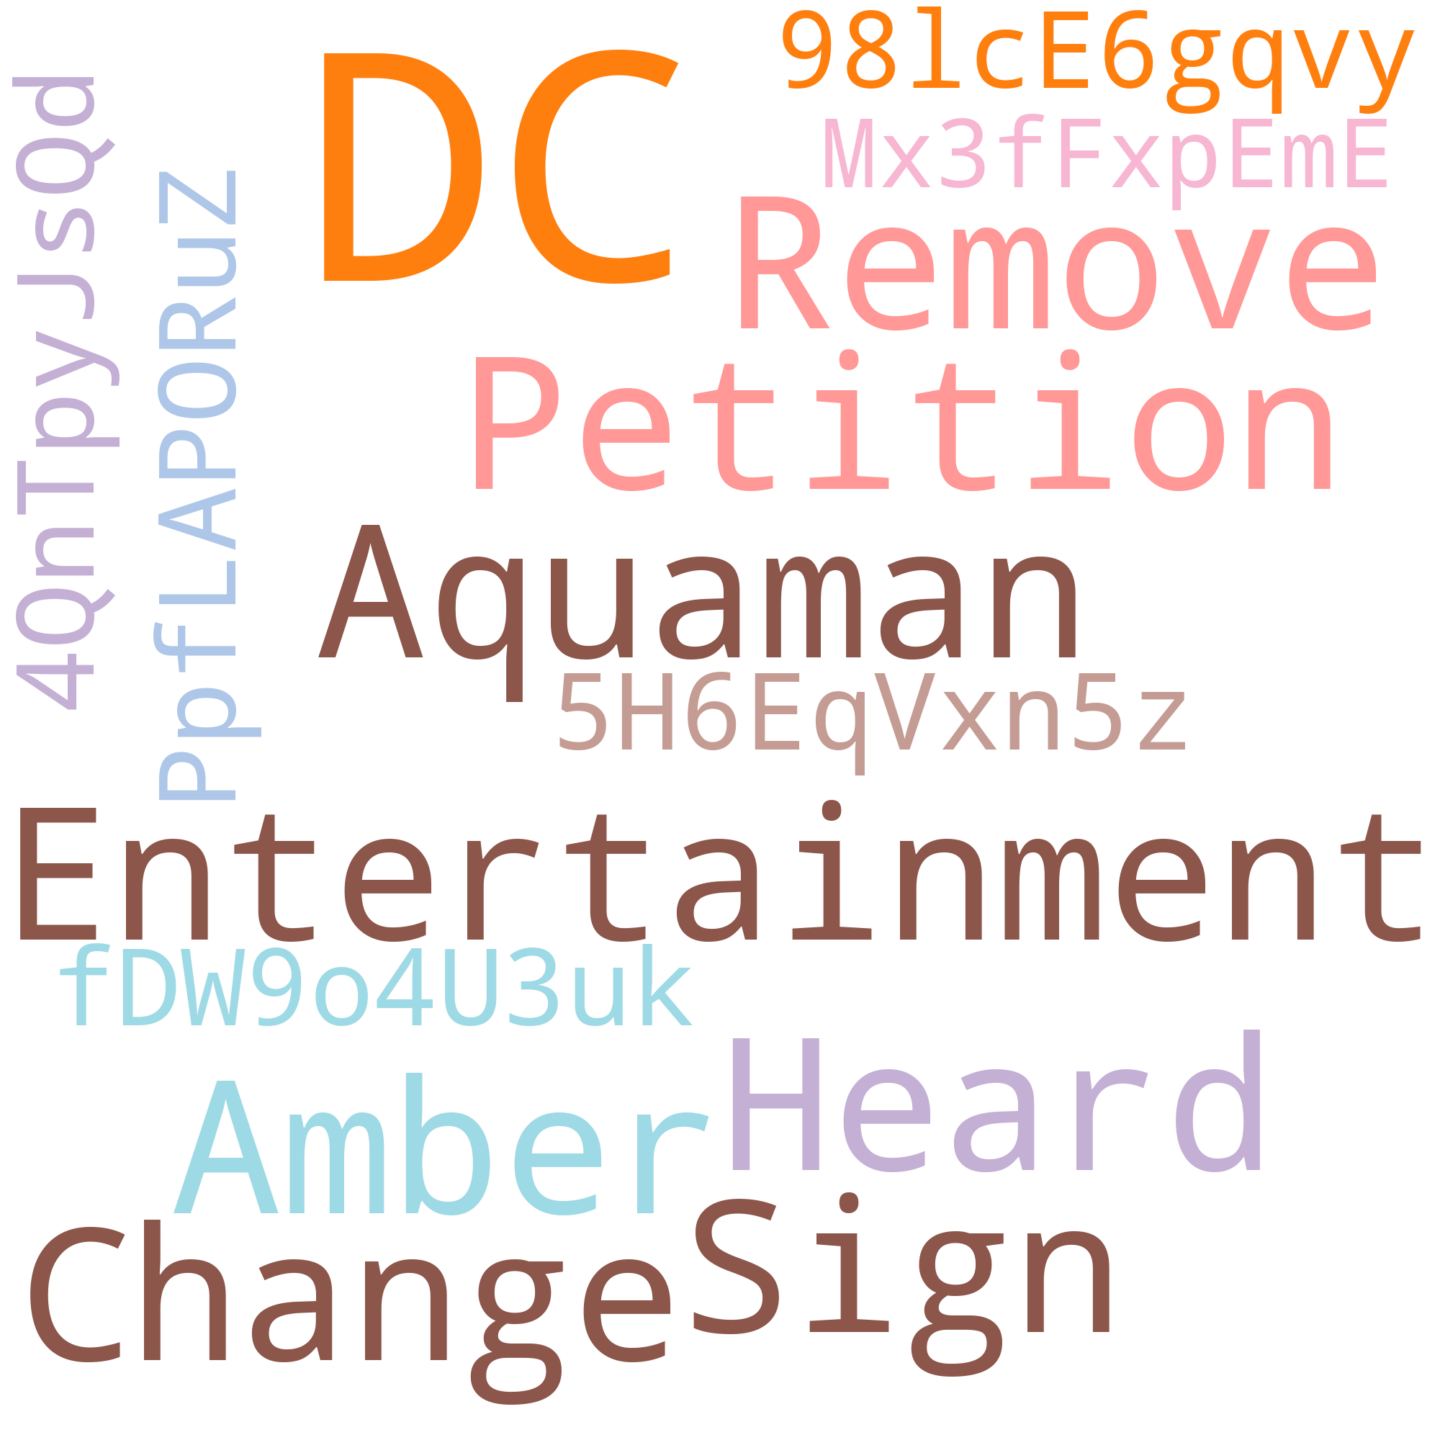 DC
98lcE6gqvy
Mx3fFxpEmE
4QnTpyJsQd
PpfLAP0RuZ
Remove
Petition
Aquaman
5H6EqVxn5z
Entertainment
fDW9o4U3uk
Amber
Heard
Change
Sign